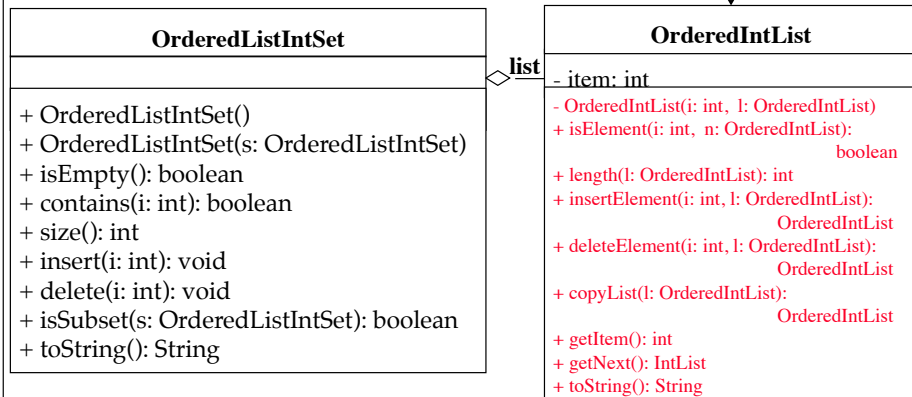 OrderedListIntSet
+ OrderedListIntSet()
+ OrderedListIntSet(s: OrderedListIntSet)
+ isEmpty(): boolean
+ contains(i: int): boolean
+ size(): int
+ insert(i: int): void
+ delete(i: int): void
+ isSubset(s: OrderedListIntSet): boolean
+ toString(): String
list
OrderedIntList
- item: int
- OrderedIntList(i: int, l: OrderedIntList)
+ isElement(i: int, n: OrderedIntList):
boolean
+ length(l: OrderedIntList): int
+ insertElement(i: int, l: OrderedIntList):
OrderedIntList
+ deleteElement(i: int, l: OrderedIntList):
OrderedIntList
+ copyList(l: OrderedIntList):
OrderedIntList
+ getItem(): int
+ getNext(): IntList
+ toString(): String